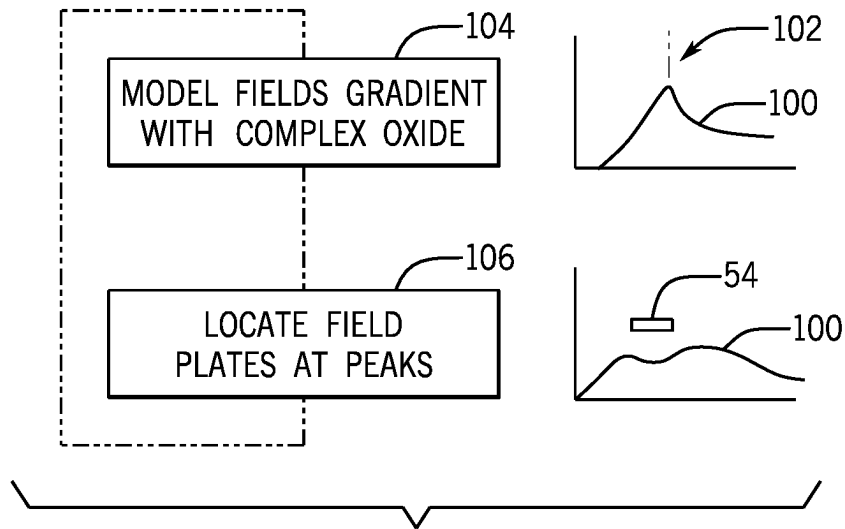 104
MODEL FIELDS GRADIENT
WITH COMPLEX OXIDE
102
100
106
LOCATE FIELD
PLATES AT PEAKS
54
100